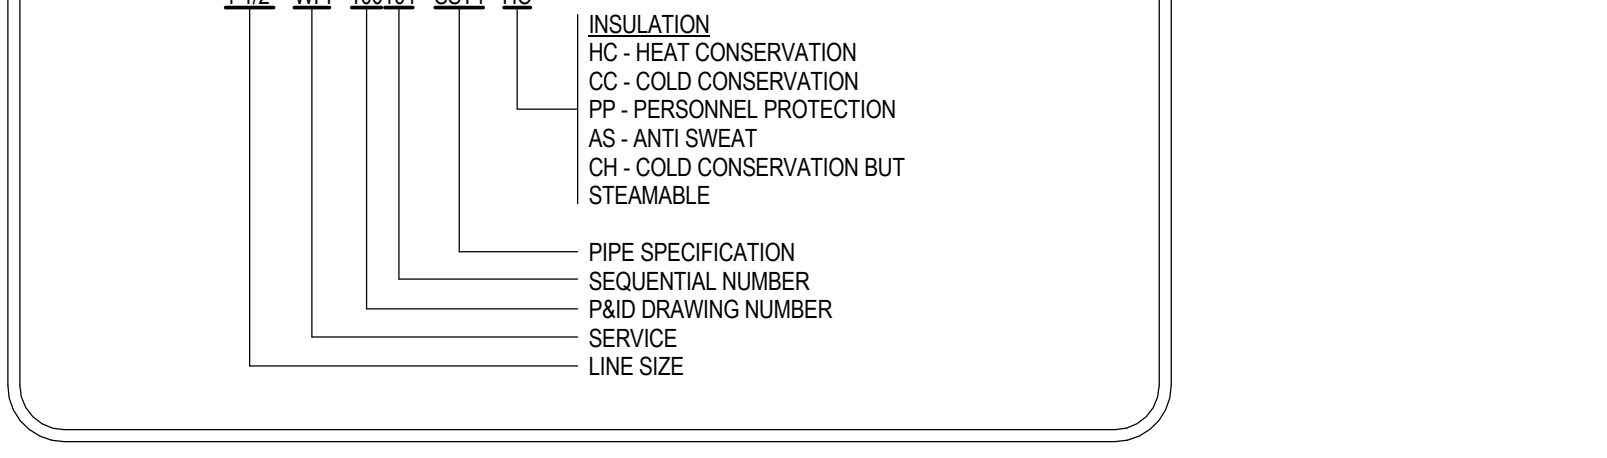 INSULATION
HC - HEAT CONSERVATION
CC - COLD CONSERVATION
PP - PERSONNEL PROTECTION
AS - ANTI SWEAT
CH - COLD CONSERVATION BUT
STEAMABLE
PIPE SPECIFICATION
SEQUENTIAL NUMBER
P&ID DRAWING NUMBER
SERVICE
LINE SIZE